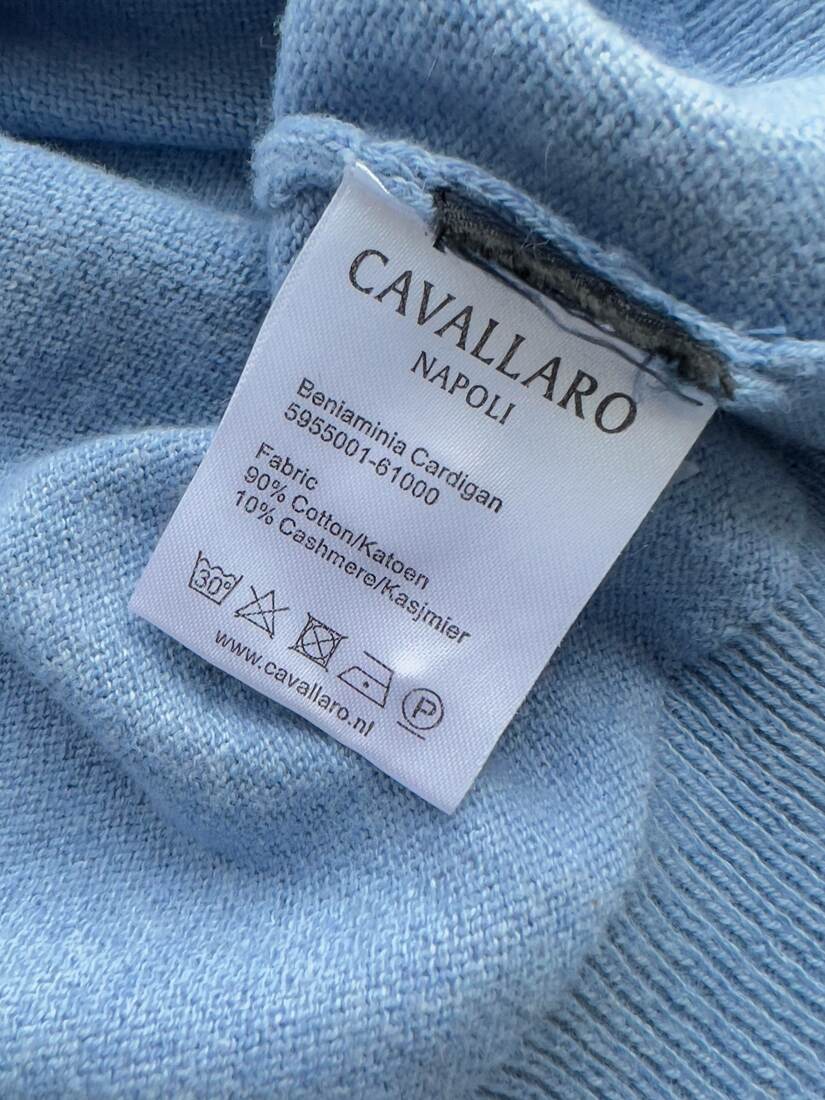 CAVALLARO
NAPOLI
Beniaminia Cardigan
5955001-61000
Fabric
90% Cotton/Katoen
10% Cashmere/Kasjmier
30°
P
www.cavallaro.nl